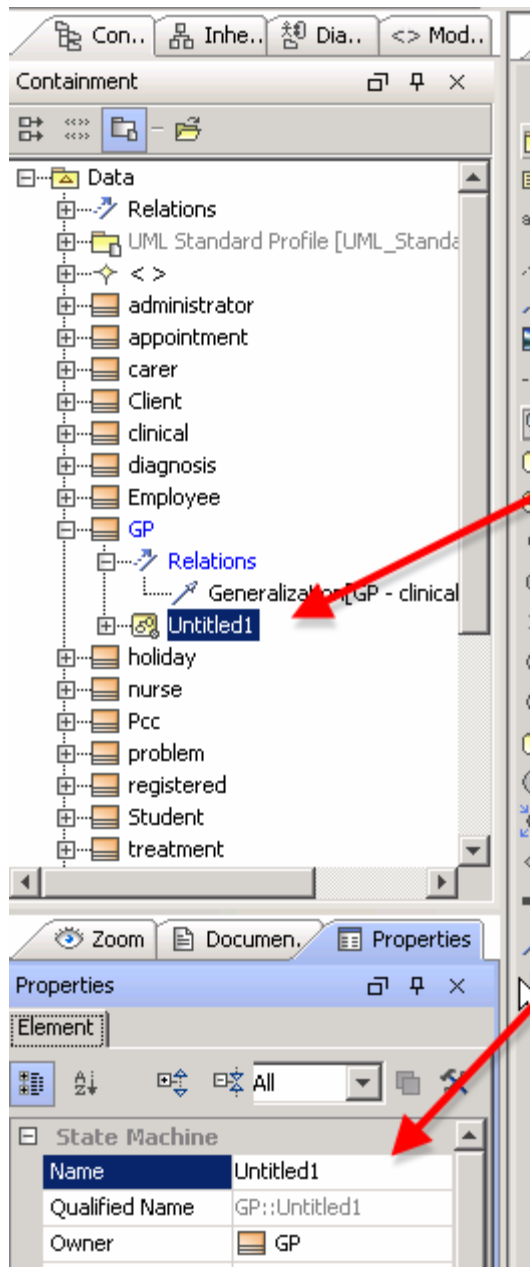 Con.. Inhe.. Dia.. <> Mod..
Containment
Data
Relations
UML Standard Profile [UML_Standa
< >
administrator
appointment
carer
Client
clinical
diagnosis
Employee
GP
Relations
Generalization[GP - clinical
Untitled1
holiday
nurse
Pcc
problem
registered
Student
treatment
Zoom Documen. Properties
Properties
Element
All
State Machine
Name Untitled1
Qualified Name GP::Untitled1
Owner GP